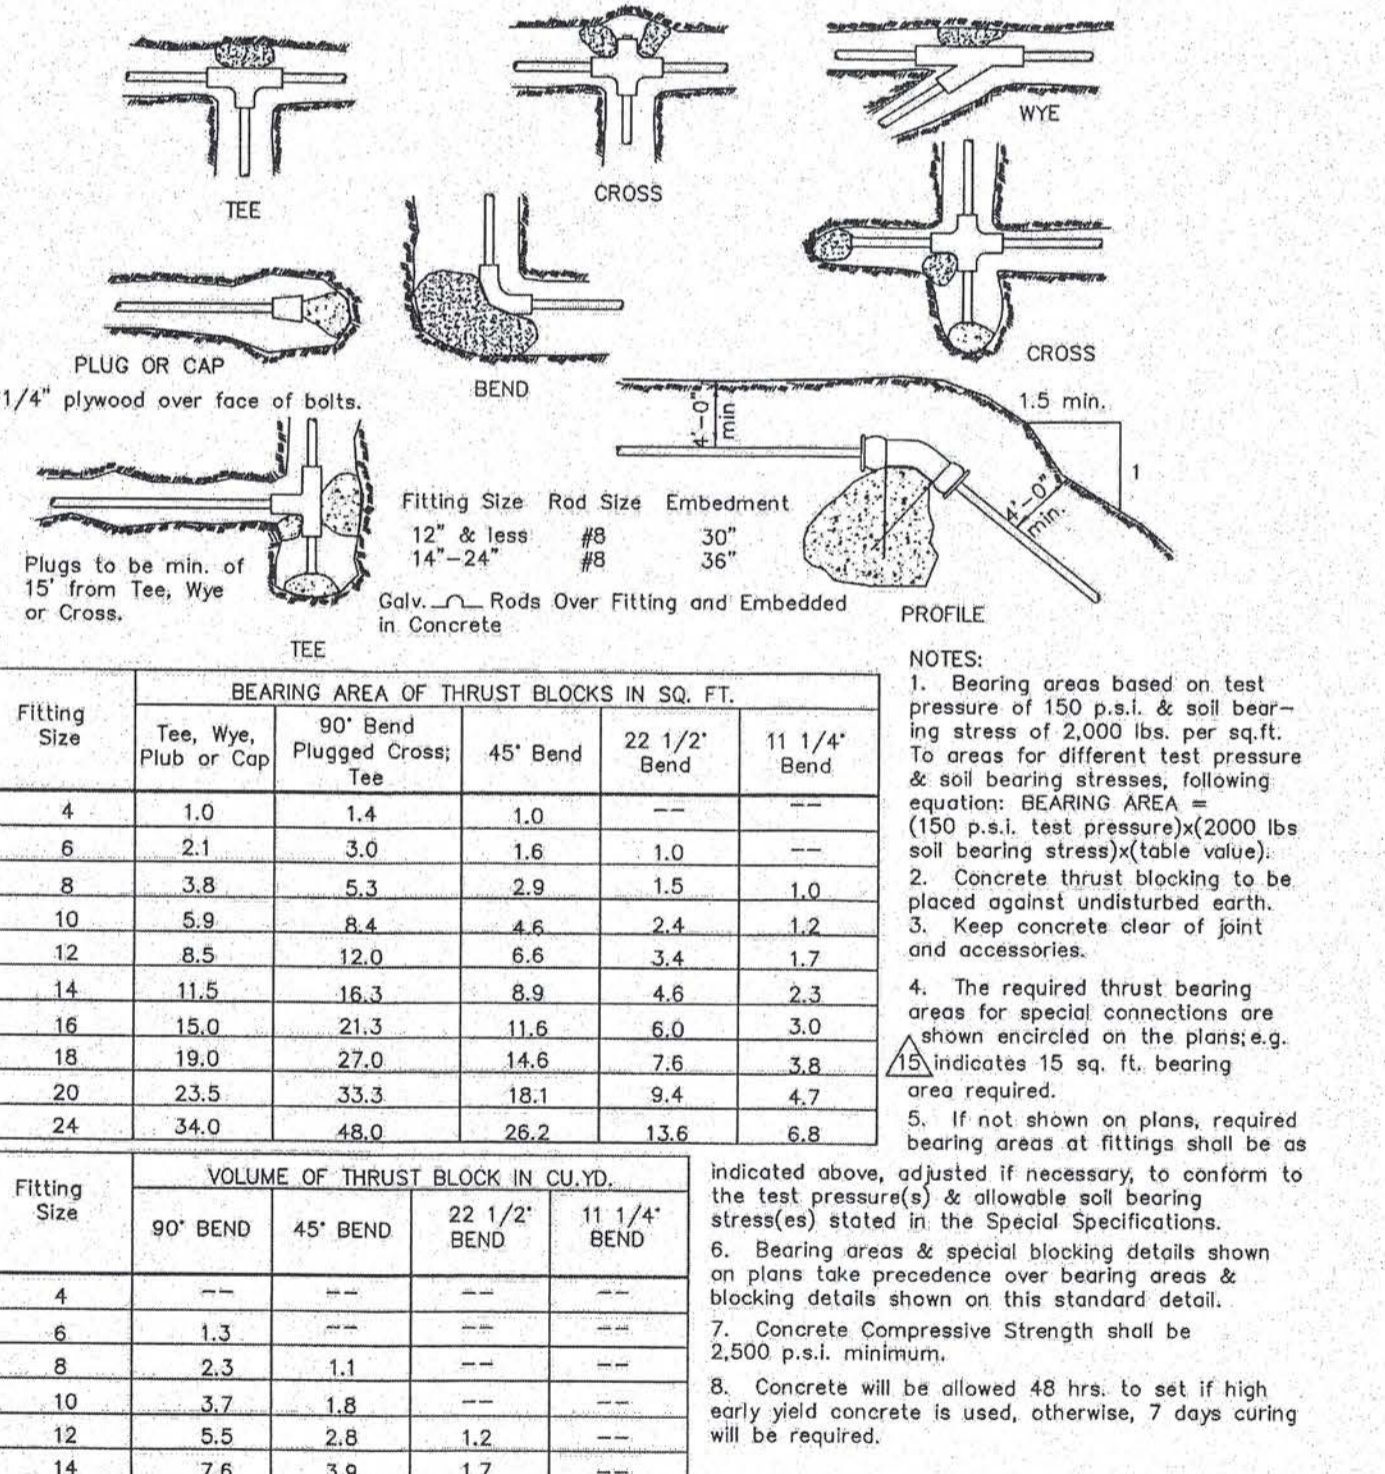 TEE
CROSS
WYE
PLUG OR CAP
1/4" plywood over face of bolts.
BEND
CROSS
4'-0"
min
1.5 min.
1
4'-0"
min.
PROFILE
Plugs to be min. of
15' from Tee, Wye
or Cross.
TEE
Fitting Size Rod Size Embedment
12" & less #8 30"
14"-24" #8 36"
Galv. Rods Over Fitting and Embedded
in Concrete
BEARING AREA OF THRUST BLOCKS IN SQ. FT.
Fitting
Size
Tee, Wye,
Plub or Cap
90° Bend
Plugged Cross;
Tee
45° Bend
22 1/2°
Bend
11 1/4°
Bend
4 1.0 1.4 1.0 -- --
6 2.1 3.0 1.6 1.0 --
8 3.8 5.3 2.9 1.5 1.0
10 5.9 8.4 4.6 2.4 1.2
12 8.5 12.0 6.6 3.4 1.7
14 11.5 16.3 8.9 4.6 2.3
16 15.0 21.3 11.6 6.0 3.0
18 19.0 27.0 14.6 7.6 3.8
20 23.5 33.3 18.1 9.4 4.7
24 34.0 48.0 26.2 13.6 6.8
VOLUME OF THRUST BLOCK IN CU.YD.
Fitting
Size
90° BEND
45° BEND
22 1/2°
BEND
11 1/4°
BEND
4 -- -- -- --
6 1.3 -- -- --
8 2.3 1.1 -- --
10 3.7 1.8 -- --
12 5.5 2.8 1.2 --
14 7.6 3.9 1.7 --
NOTES:
1. Bearing areas based on test
pressure of 150 p.s.i. & soil bear-
ing stress of 2,000 lbs. per sq.ft.
To areas for different test pressure
& soil bearing stresses, following
equation: BEARING AREA =
(150 p.s.i. test pressure)x(2000 lbs
soil bearing stress)x(table value).
2. Concrete thrust blocking to be
placed against undisturbed earth.
3. Keep concrete clear of joint
and accessories.
4. The required thrust bearing
areas for special connections are
shown encircled on the plans; e.g.
15 indicates 15 sq. ft. bearing
area required.
5. If not shown on plans, required
bearing areas at fittings shall be as
indicated above, adjusted if necessary, to conform to
the test pressure(s) & allowable soil bearing
stress(es) stated in the Special Specifications.
6. Bearing areas & special blocking details shown
on plans take precedence over bearing areas &
blocking details shown on this standard detail.
7. Concrete Compressive Strength shall be
2,500 p.s.i. minimum.
8. Concrete will be allowed 48 hrs. to set if high
early yield concrete is used, otherwise, 7 days curing
will be required.